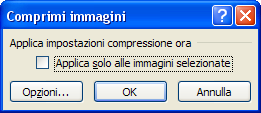 Comprimi immagini
Applica impostazioni compressione ora
Applica solo alle immagini selezionate
Opzioni... OK Annulla